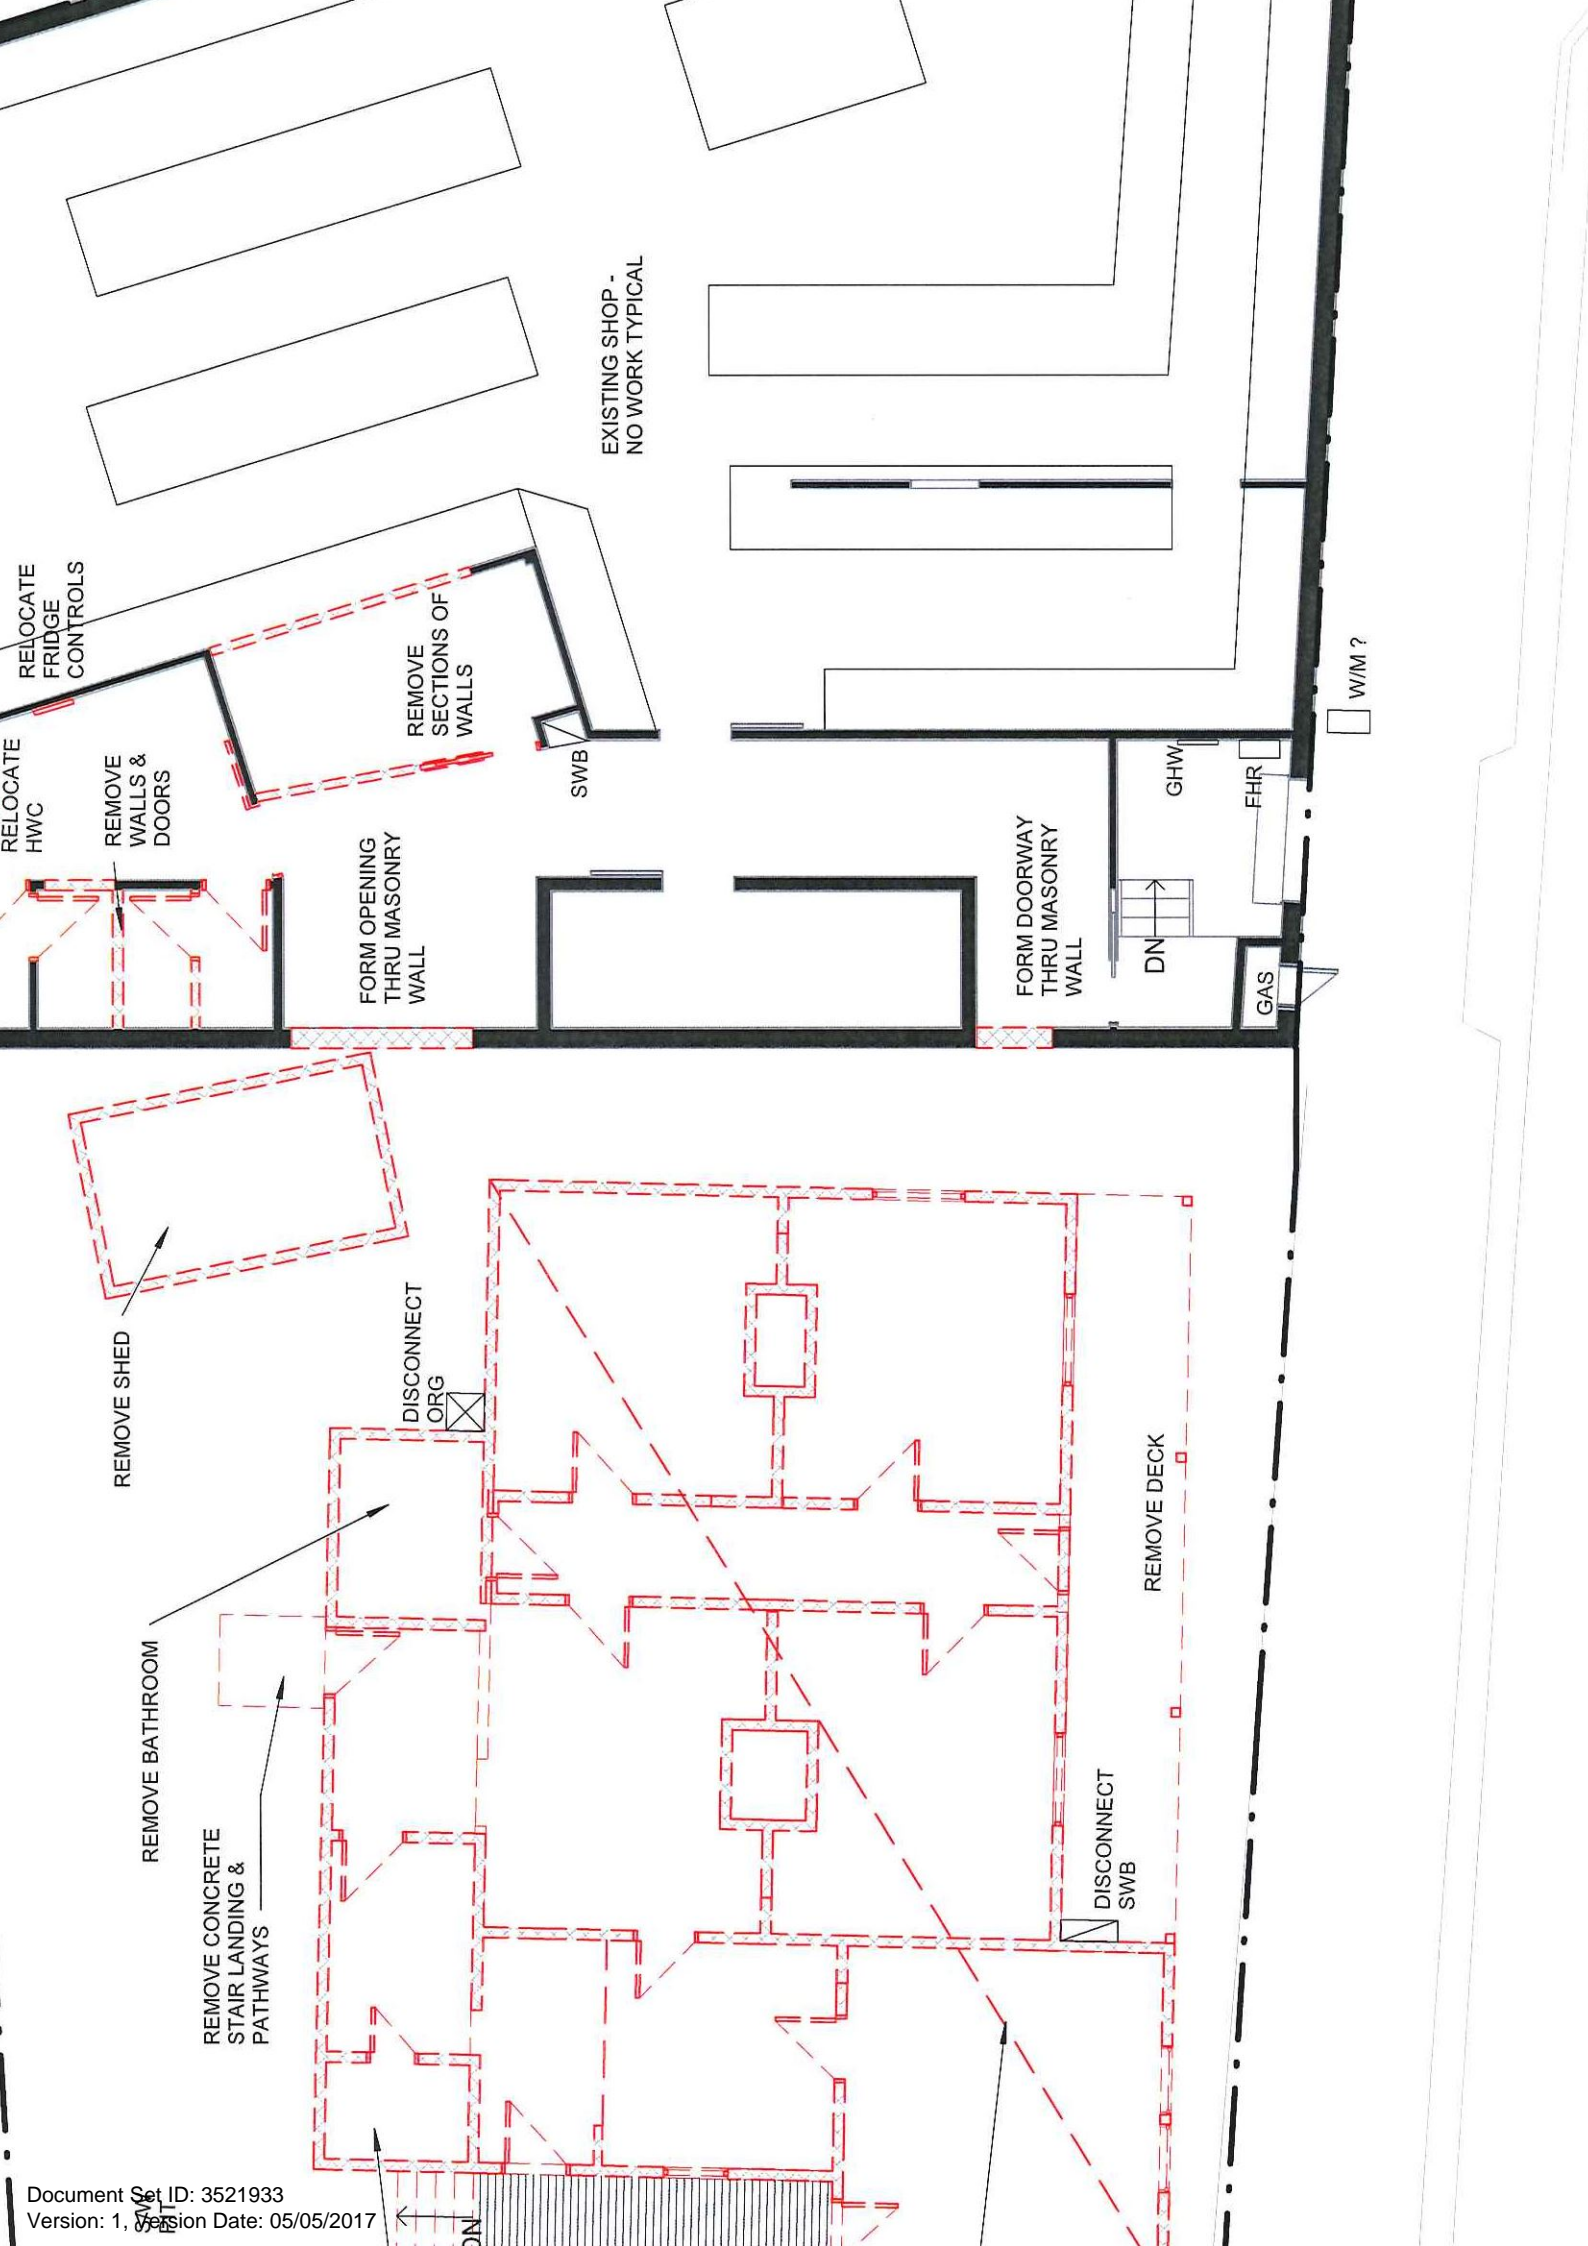 RELOCATE
FRIDGE
CONTROLS
RELOCATE
HWC
REMOVE
WALLS &
DOORS
REMOVE
SECTIONS OF
WALLS
EXISTING SHOP -
NO WORK TYPICAL
SWB
W/M ?
GHW
FHR
FORM OPENING
THRU MASONRY
WALL
FORM DOORWAY
THRU MASONRY
WALL
DN
GAS
REMOVE SHED
DISCONNECT
ORG
REMOVE BATHROOM
REMOVE DECK
REMOVE CONCRETE
STAIR LANDING &
PATHWAYS
DISCONNECT
SWB
S/W
PIT
DN
Document Set ID: 3521933
Version: 1, Version Date: 05/05/2017